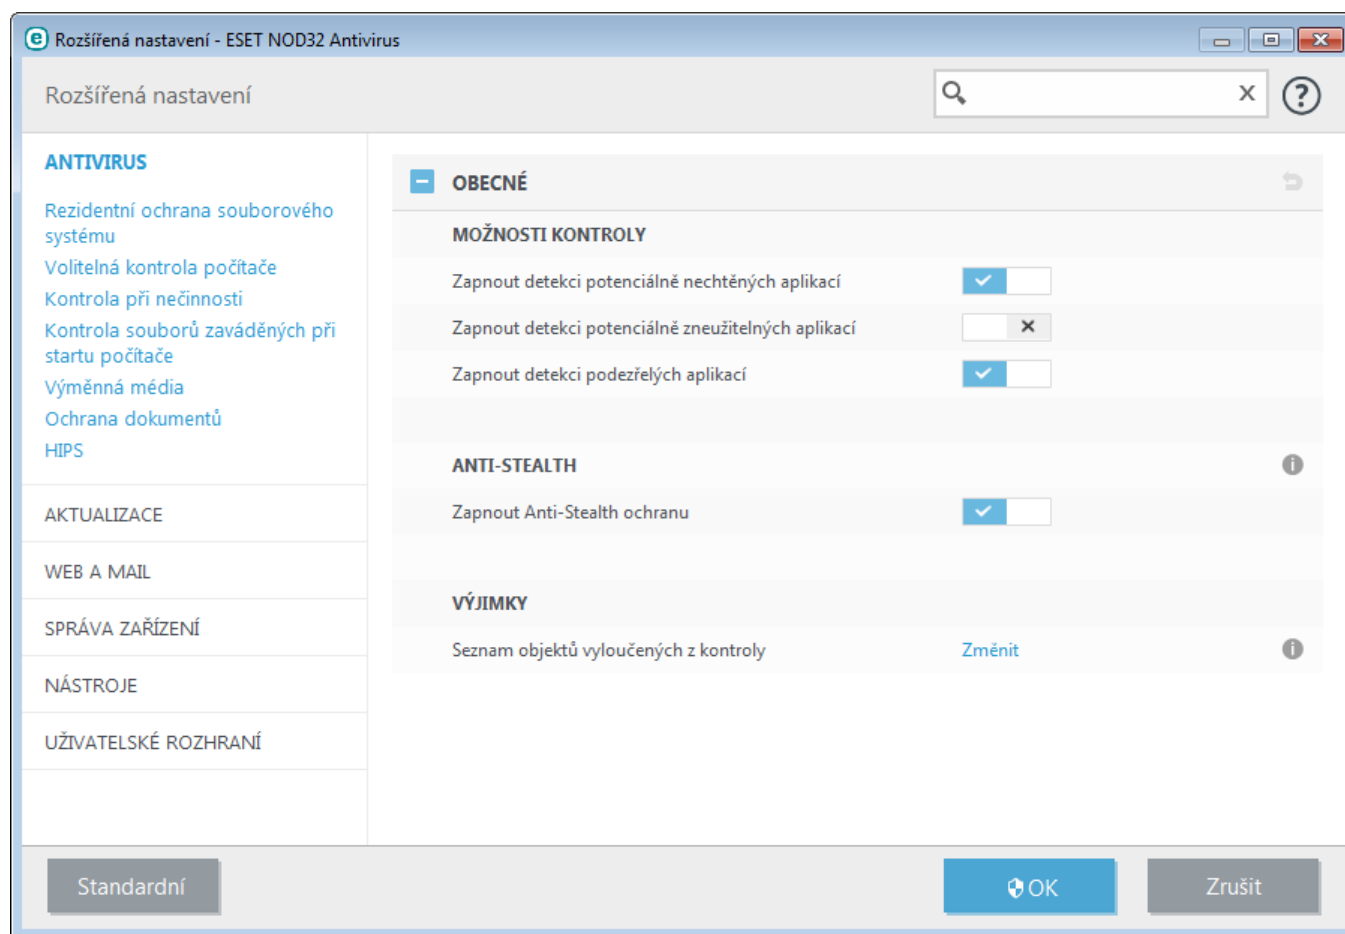 Rozšířená nastavení - ESET NOD32 Antivirus
Rozšířená nastavení
ANTIVIRUS
Rezidentní ochrana souborového
systému
Volitelná kontrola počítače
Kontrola při nečinnosti
Kontrola souborů zaváděných při
startu počítače
Výměnná média
Ochrana dokumentů
HIPS
AKTUALIZACE
WEB A MAIL
SPRÁVA ZAŘÍZENÍ
NÁSTROJE
UŽIVATELSKÉ ROZHRANÍ
OBECNÉ
MOŽNOSTI KONTROLY
Zapnout detekci potenciálně nechtěných aplikací
Zapnout detekci potenciálně zneužitelných aplikací
Zapnout detekci podezřelých aplikací
ANTI-STEALTH
Zapnout Anti-Stealth ochranu
VÝJIMKY
Seznam objektů vyloučených z kontroly Změnit
Standardní
OK
Zrušit